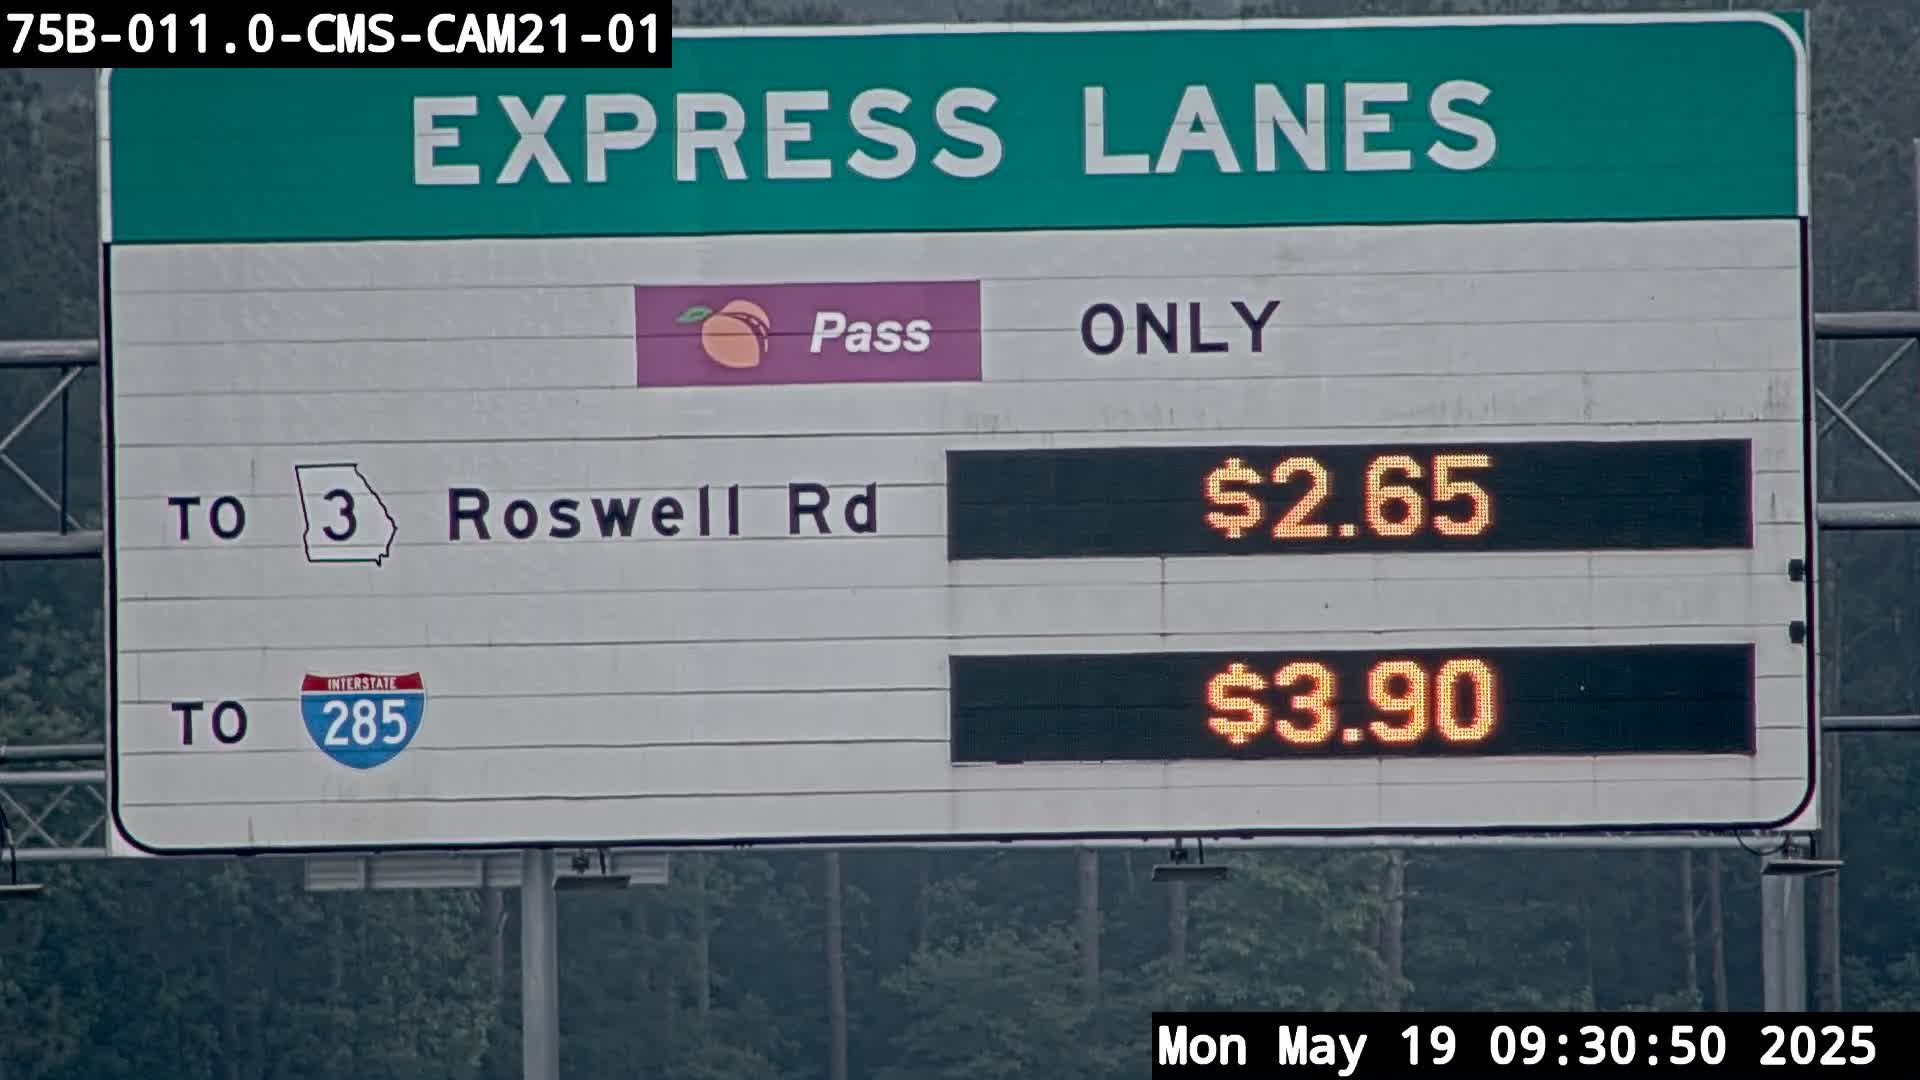 75B-011.0-CMS-CAM21-01
EXPRESS LANES
Pass ONLY
TO 3 Roswell Rd $2.65
INTERSTATE
TO 285 $3.90
Mon May 19 09:30:50 2025